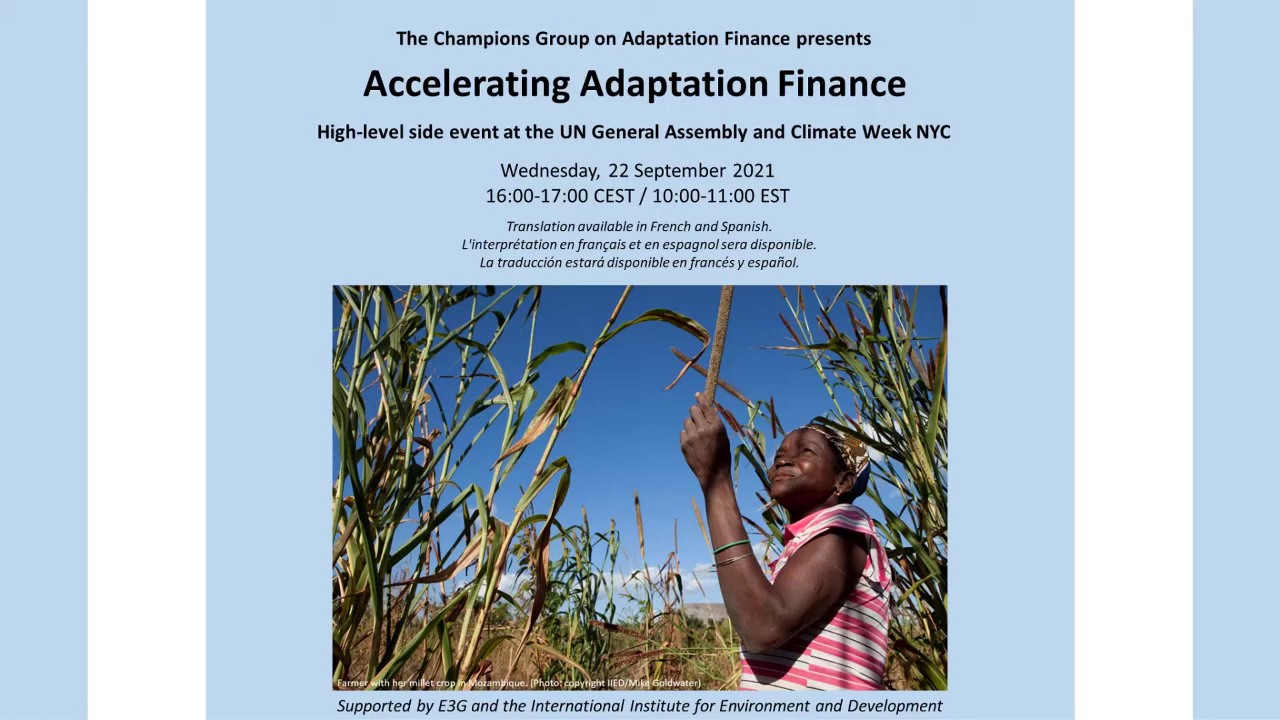 The Champions Group on Adaptation Finance presents
Accelerating Adaptation Finance
High-level side event at the UN General Assembly and Climate Week NYC
Wednesday, 22 September 2021
16:00-17:00 CEST / 10:00-11:00 EST
Translation available in French and Spanish.
L'interprétation en français et en espagnol sera disponible.
La traducción estará disponible en francés y español.
Farmer with her millet crop in Mozambique. (Photo: copyright IIED/Mike Goldwater)
Supported by E3G and the International Institute for Environment and Development